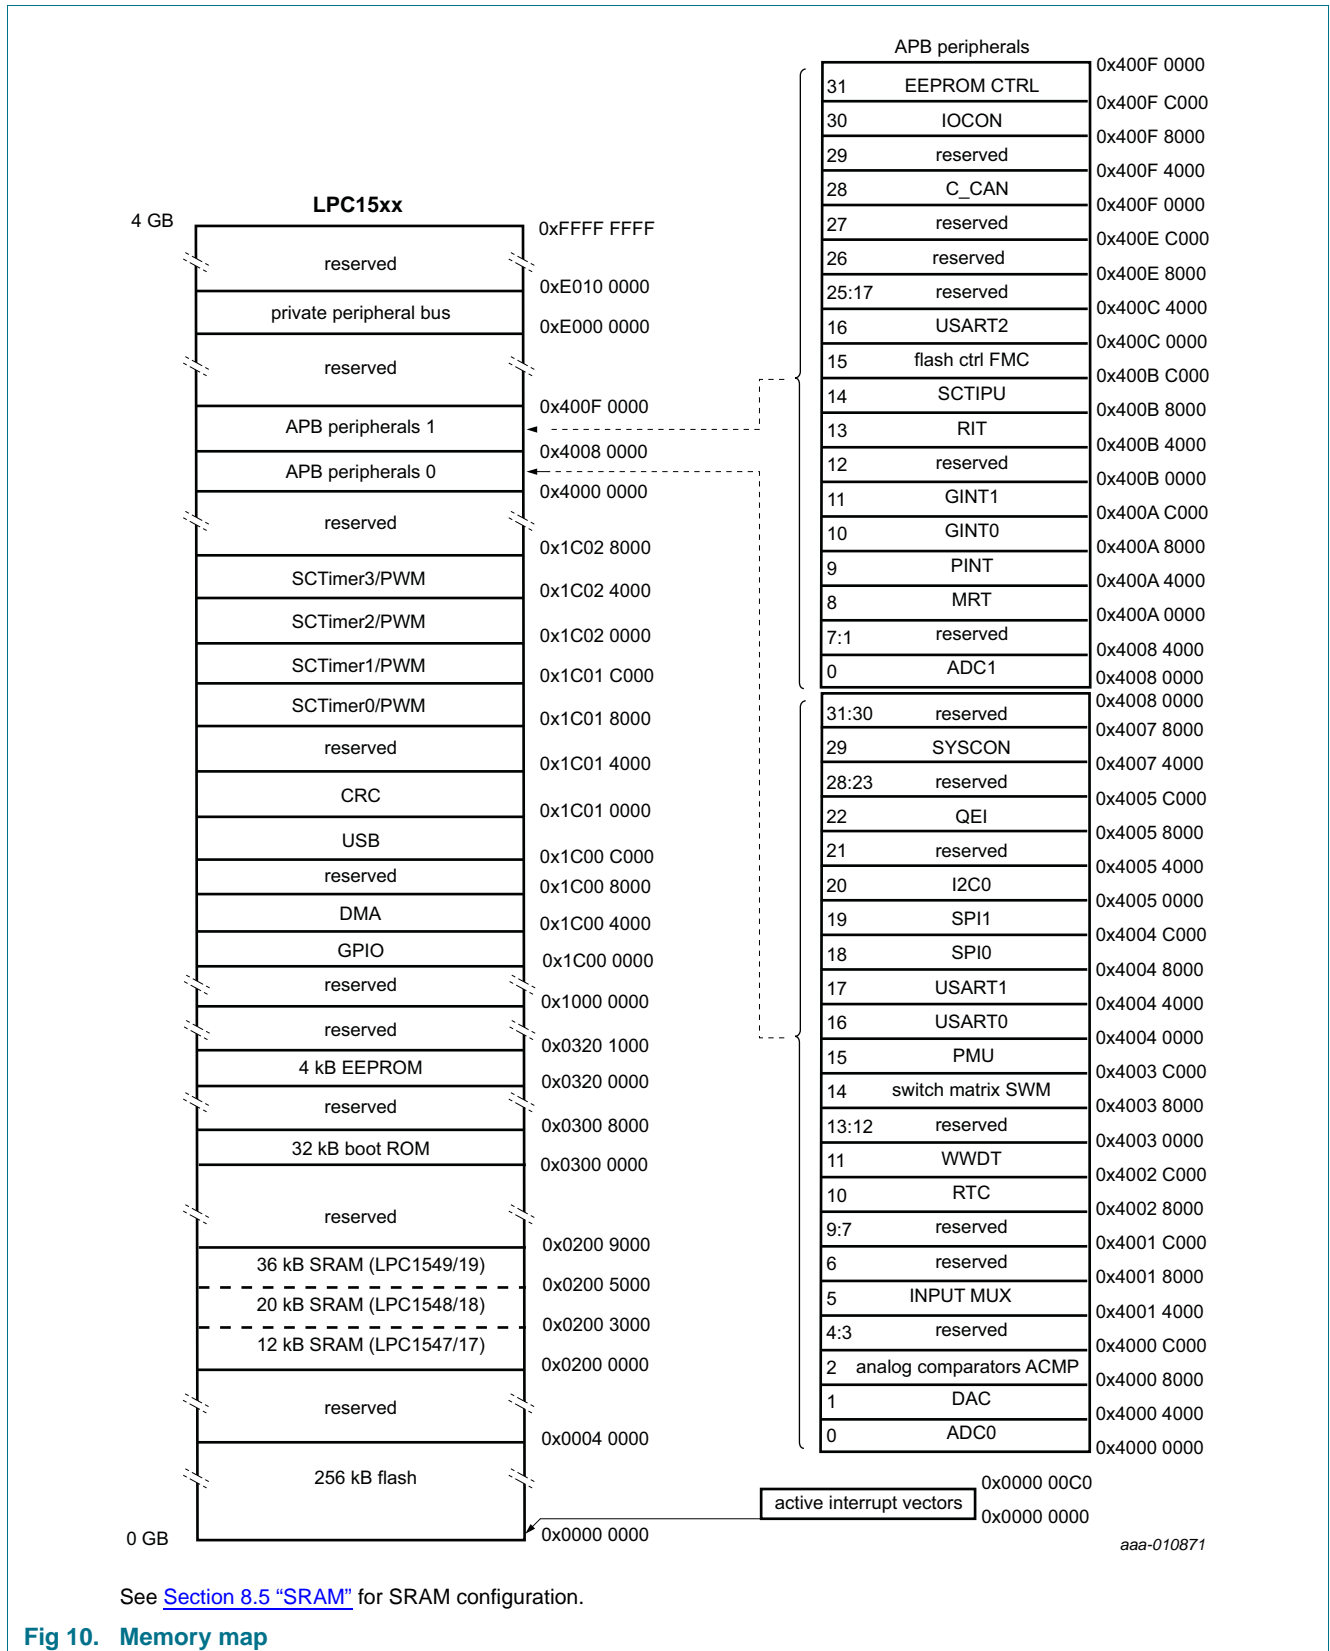 LPC15xx
4 GB
0xFFFF FFFF
reserved
0xE010 0000
private peripheral bus
0xE000 0000
reserved
0x400F 0000
APB peripherals 1
0x4008 0000
APB peripherals 0
0x4000 0000
reserved
0x1C02 8000
SCTimer3/PWM
0x1C02 4000
SCTimer2/PWM
0x1C02 0000
SCTimer1/PWM
0x1C01 C000
SCTimer0/PWM
0x1C01 8000
reserved
0x1C01 4000
CRC
0x1C01 0000
USB
0x1C00 C000
reserved
0x1C00 8000
DMA
0x1C00 4000
GPIO
0x1C00 0000
reserved
0x1000 0000
reserved
0x0320 1000
4 kB EEPROM
0x0320 0000
reserved
0x0300 8000
32 kB boot ROM
0x0300 0000
reserved
0x0200 9000
36 kB SRAM (LPC1549/19)
0x0200 5000
20 kB SRAM (LPC1548/18)
0x0200 3000
12 kB SRAM (LPC1547/17)
0x0200 0000
reserved
0x0004 0000
256 kB flash
0 GB
0x0000 0000
APB peripherals
0x400F 0000
31 EEPROM CTRL
0x400F C000
30 IOCON
0x400F 8000
29 reserved
0x400F 4000
28 C_CAN
0x400F 0000
27 reserved
0x400E C000
26 reserved
0x400E 8000
25:17 reserved
0x400C 4000
16 USART2
0x400C 0000
15 flash ctrl FMC
0x400B C000
14 SCTIPU
0x400B 8000
13 RIT
0x400B 4000
12 reserved
0x400B 0000
11 GINT1
0x400A C000
10 GINT0
0x400A 8000
9 PINT
0x400A 4000
8 MRT
0x400A 0000
7:1 reserved
0x4008 4000
0 ADC1
0x4008 0000
0x4008 0000
31:30 reserved
0x4007 8000
29 SYSCON
0x4007 4000
28:23 reserved
0x4005 C000
22 QEI
0x4005 8000
21 reserved
0x4005 4000
20 I2C0
0x4005 0000
19 SPI1
0x4004 C000
18 SPI0
0x4004 8000
17 USART1
0x4004 4000
16 USART0
0x4004 0000
15 PMU
0x4003 C000
14 switch matrix SWM
0x4003 8000
13:12 reserved
0x4003 0000
11 WWDT
0x4002 C000
10 RTC
0x4002 8000
9:7 reserved
0x4001 C000
6 reserved
0x4001 8000
5 INPUT MUX
0x4001 4000
4:3 reserved
0x4000 C000
2 analog comparators ACMP
0x4000 8000
1 DAC
0x4000 4000
0 ADC0
0x4000 0000
0x0000 00C0
active interrupt vectors
0x0000 0000
aaa-010871
See Section 8.5 “SRAM” for SRAM configuration.
Fig 10. Memory map